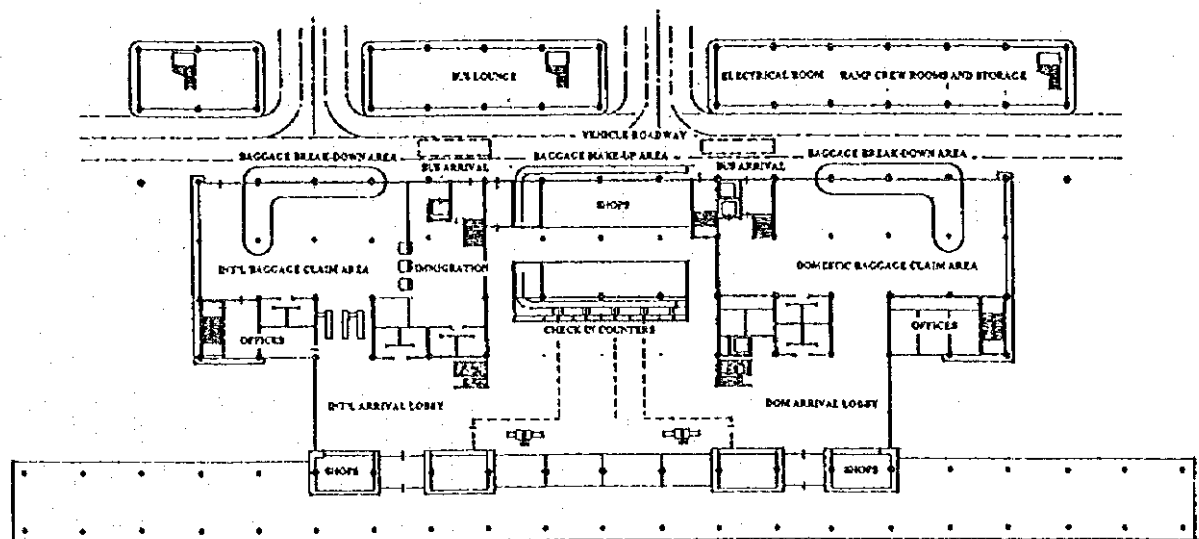 BUS LOUNGE
ELECTRICAL ROOM
RAMP CREW ROOMS AND STORAGE
VEHICLE ROADWAY
BAGGAGE BREAK-DOWN AREA
BAGGAGE MAKE-UP AREA
BAGGAGE BREAK-DOWN AREA
BUS ARRIVAL
BUS ARRIVAL
SHOPS
INT'L BAGGAGE CLAIM AREA
IMMIGRATION
DOMESTIC BAGGAGE CLAIM AREA
CHECK IN COUNTERS
OFFICES
OFFICES
INT'L ARRIVAL LOBBY
DOM ARRIVAL LOBBY
SHOPS
SHOPS